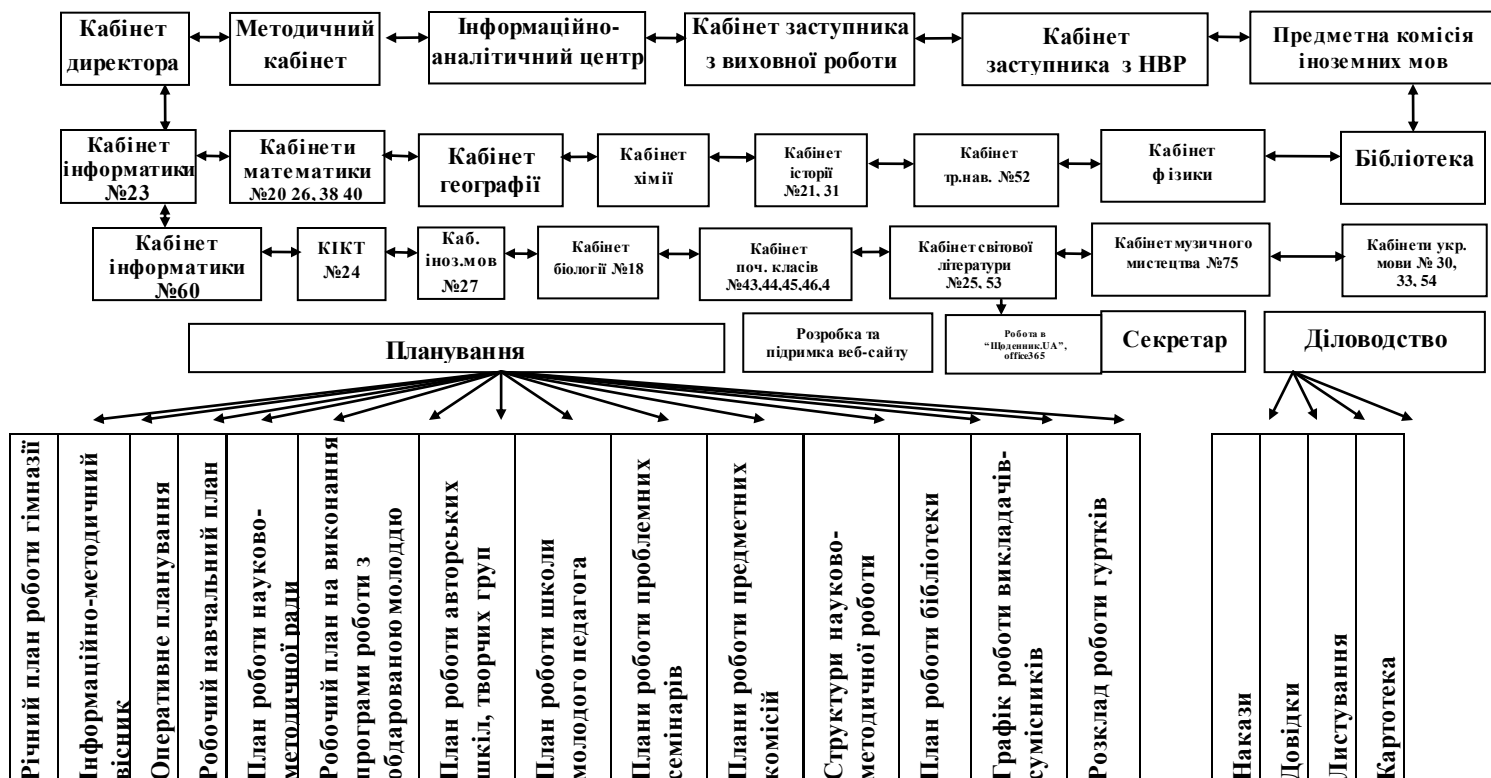 Кабінет
директора
Методичний
кабінет
Інформаційно-
аналітичний центр
Кабінет заступника
з виховної роботи
Кабінет
заступника з НВР
Предметна комісія
іноземних мов
Кабінет
інформатики
№23
Кабінети
математики
№20 26, 38 40
Кабінет
географії
Кабінет
хімії
Кабінет
історії
№21, 31
Кабінет
тр.нав. №52
Кабінет
фізики
Бібліотека
Кабінет
інформатики
№60
КІКТ
№24
Каб.
іноз.мов
№27
Кабінет
біології №18
Кабінет
поч. класів
№43,44,45,46,4
Кабінет світової
літератури
№25, 53
Кабінет музичного
мистецтва №75
Кабінети укр.
мови № 30,
33, 54
Планування
Розробка та
підримка веб-сайту
Робота в
“Щоденник.UA”,
office365
Секретар
Діловодство
Річний план роботи гімназії
Інформаційно-методичний
вісник
Оперативне планування
Робочий навчальний план
План роботи науково-
методичної ради
Робочий план на виконання
програми роботи з
обдарованою молоддю
План роботи авторських
шкіл, творчих груп
План роботи школи
молодого педагога
Плани роботи проблемних
семінарів
Плани роботи предметних
комісій
Структури науково-
методичної роботи
План роботи бібліотеки
Графік роботи викладачів-
сумісників
Розклад роботи гуртків
Накази
Довідки
Листування
Картотека